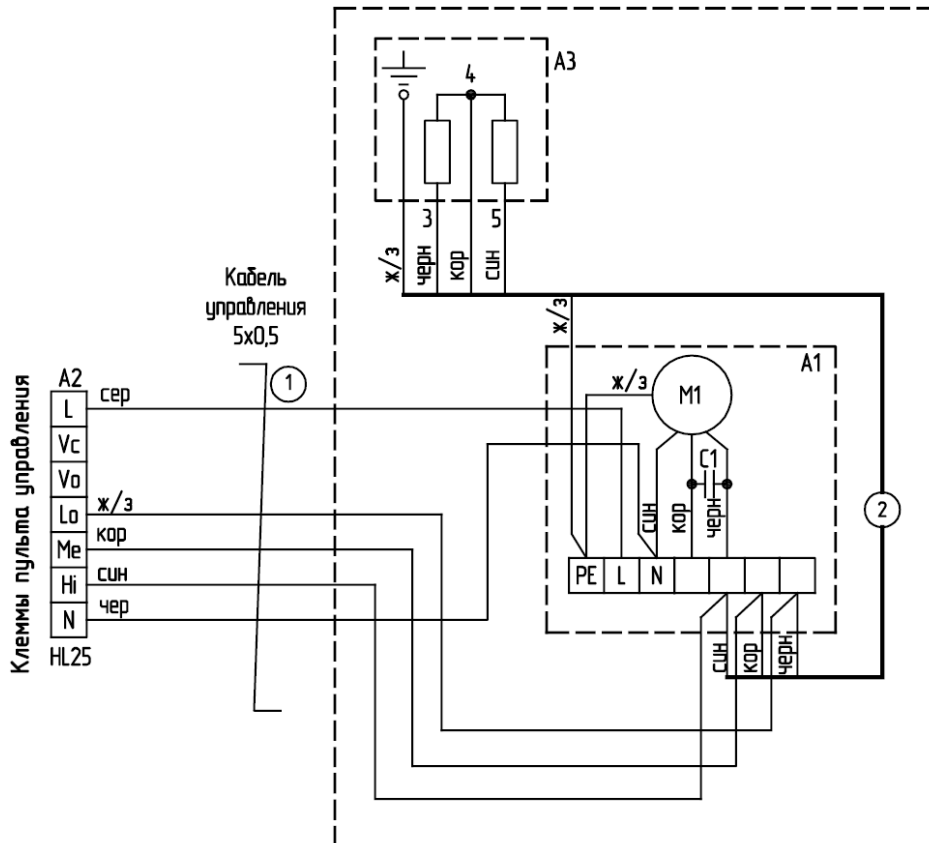 А3
4
3
5
ж/з
черн
кор
син
Кабель
управления
5х0,5
1
ж/з
А1
ж/з
М1
С1
син
кор
черн
PE
L
N
2
Клеммы пульта управления
А2
L
сер
Vc
Vo
Lo
ж/з
Me
кор
Hi
син
N
чер
HL25
син
кор
черн